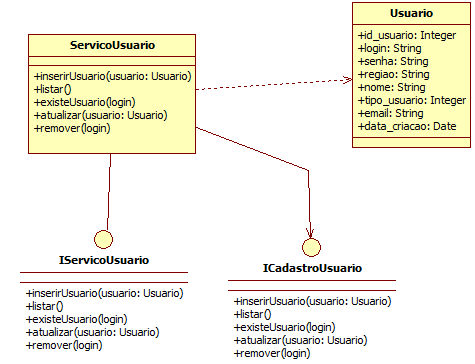 ServicoUsuario
+inserirUsuario(usuario: Usuario)
+listar()
+existeUsuario(login)
+atualizar(usuario: Usuario)
+remover(login)
Usuario
+id_usuario: Integer
+login: String
+senha: String
+regiao: String
+nome: String
+tipo_usuario: Integer
+email: String
+data_criacao: Date
IServicoUsuario
+inserirUsuario(usuario: Usuario)
+listar()
+existeUsuario(login)
+atualizar(usuario: Usuario)
+remover(login)
ICadastroUsuario
+inserirUsuario(usuario: Usuario)
+listar()
+existeUsuario(login)
+atualizar(usuario: Usuario)
+remover(login)